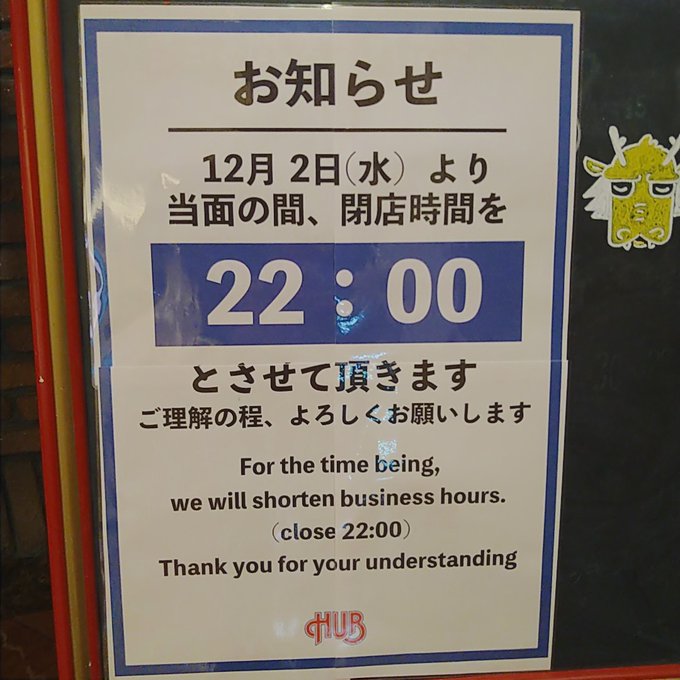 お知らせ
12月 2日(水) より
当面の間、閉店時間を
22:00
とさせて頂きます
ご理解の程、よろしくお願いします
For the time being,
we will shorten business hours.
(close 22:00)
Thank you for your understanding
HUB